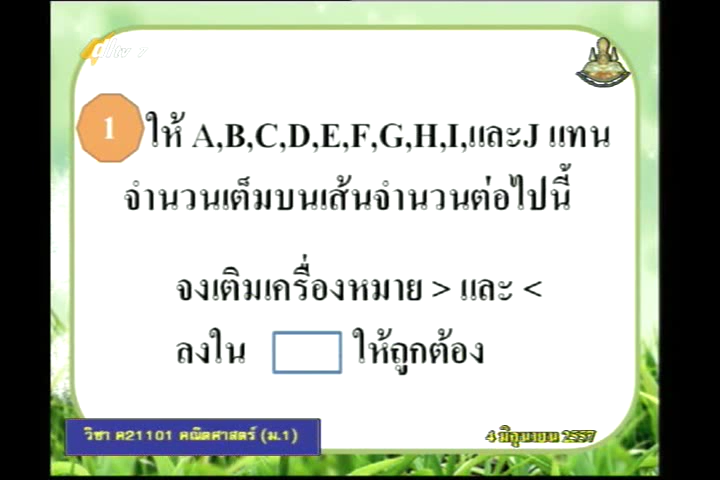 1 ให้ A,B,C,D,E,F,G,H,I,และJ แทน
จำนวนเต็มบนเส้นจำนวนต่อไปนี้
จงเติมเครื่องหมาย > และ <
ลงใน ให้ถูกต้อง
วิชา ค21101 คณิตศาสตร์ (ม.1)
4 มิถุนายน 2557